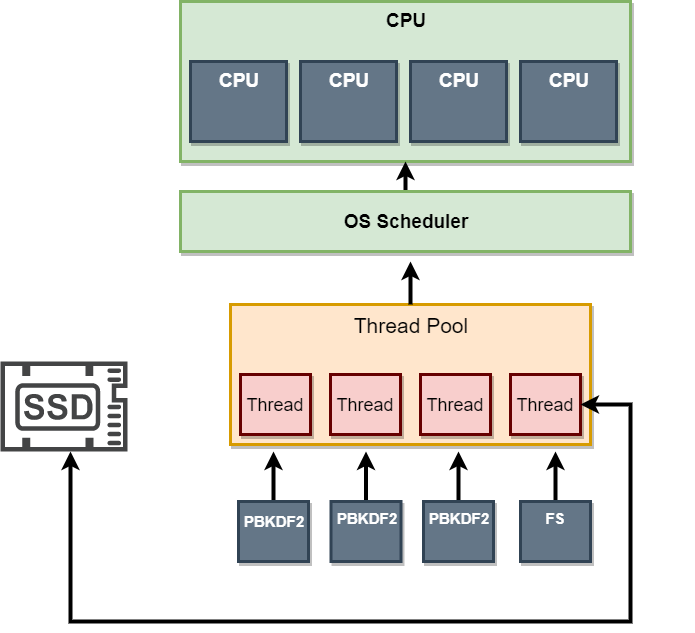 CPU
CPU
CPU
CPU
CPU
OS Scheduler
Thread Pool
Thread
Thread
Thread
Thread
SSD
PBKDF2
PBKDF2
PBKDF2
FS